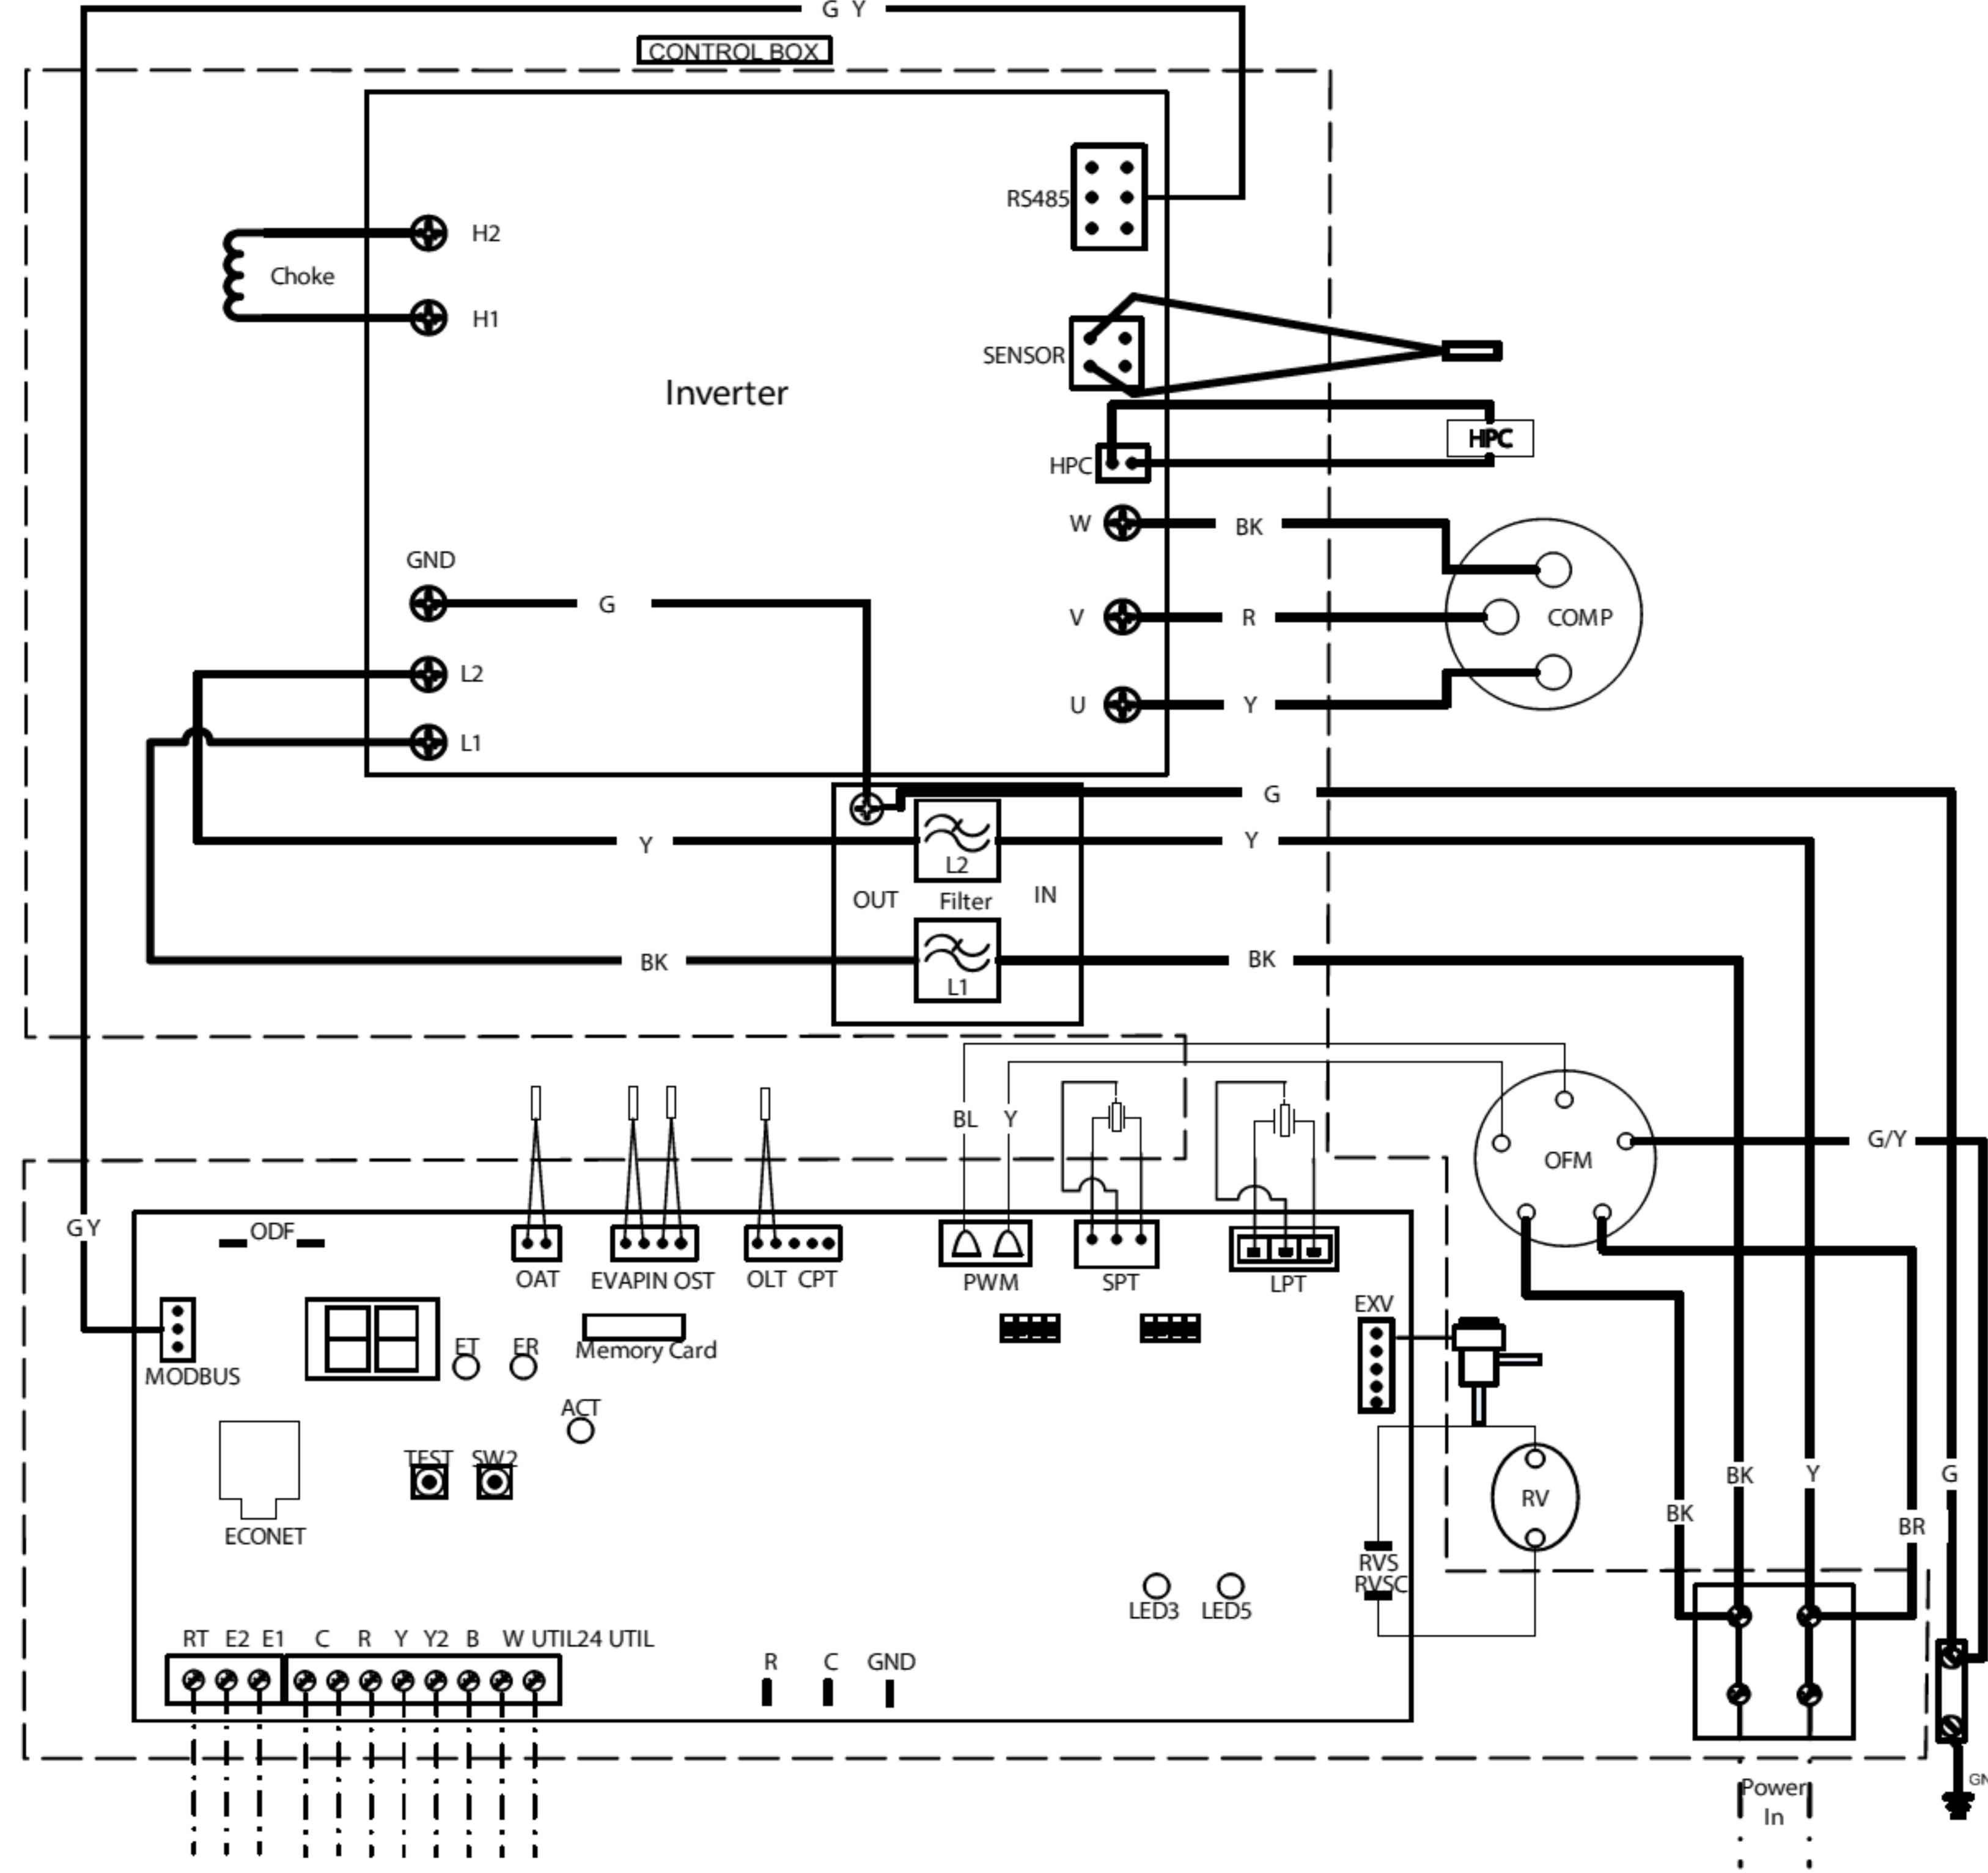 G Y
CONTROL BOX
RS485
H2
Choke
H1
SENSOR
Inverter
HPC
HPC
W
BK
GND
G
V
R
COMP
L2
U
Y
L1
G
Y
Y
L2
OUT
Filter
IN
BK
BK
L1
BL
Y
G/Y
OFM
G Y
ODF
OAT
EVAPIN OST
OLT CPT
PWM
SPT
LPT
EXV
ET
ER
Memory Card
MODBUS
ACT
TEST
SW2
BK
Y
G
RV
BK
BR
ECONET
RVS
RVSC
LED3
LED5
RT E2 E1 C R Y Y2 B W UTIL24 UTIL
R
C
GND
Power
In
GN